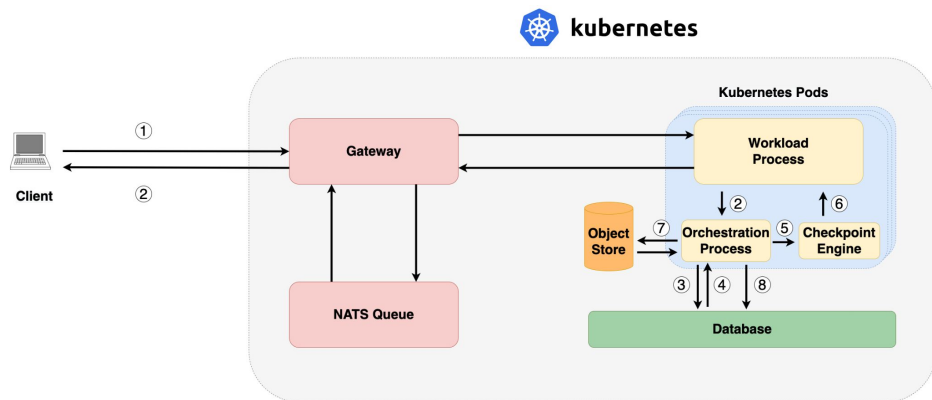 kubernetes
Kubernetes Pods
①
Gateway
Workload
Process
Client
②
②
⑥
Object
Store
⑦
Orchestration
Process
⑤
Checkpoint
Engine
③
④
⑧
NATS Queue
Database